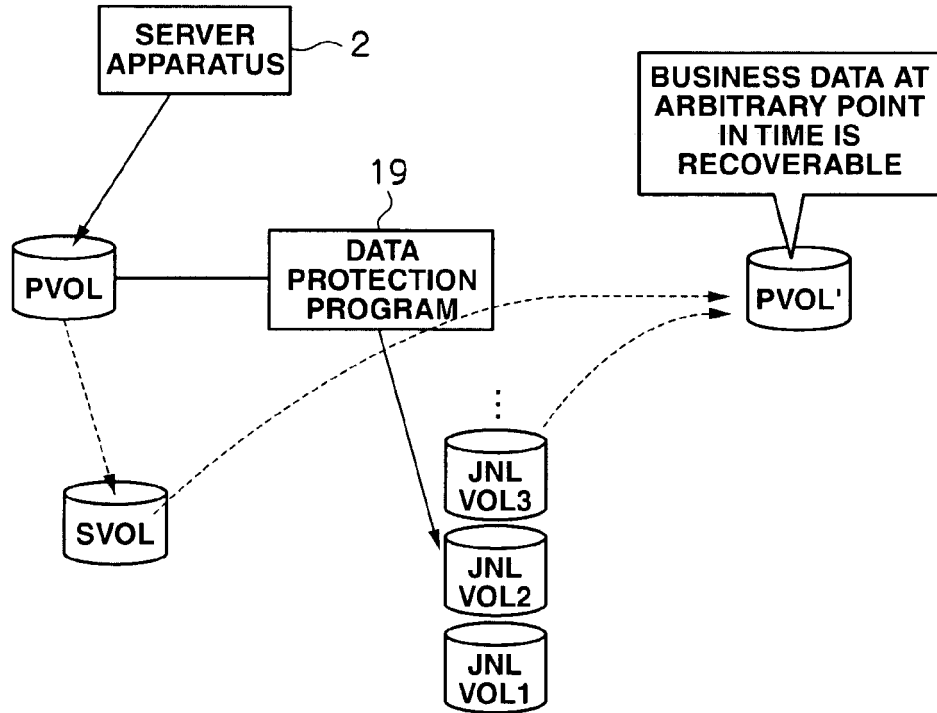 SERVER
APPARATUS
2
BUSINESS DATA AT
ARBITRARY POINT
IN TIME IS
RECOVERABLE
19
DATA
PROTECTION
PROGRAM
PVOL
PVOL'
SVOL
JNL
VOL3
JNL
VOL2
JNL
VOL1